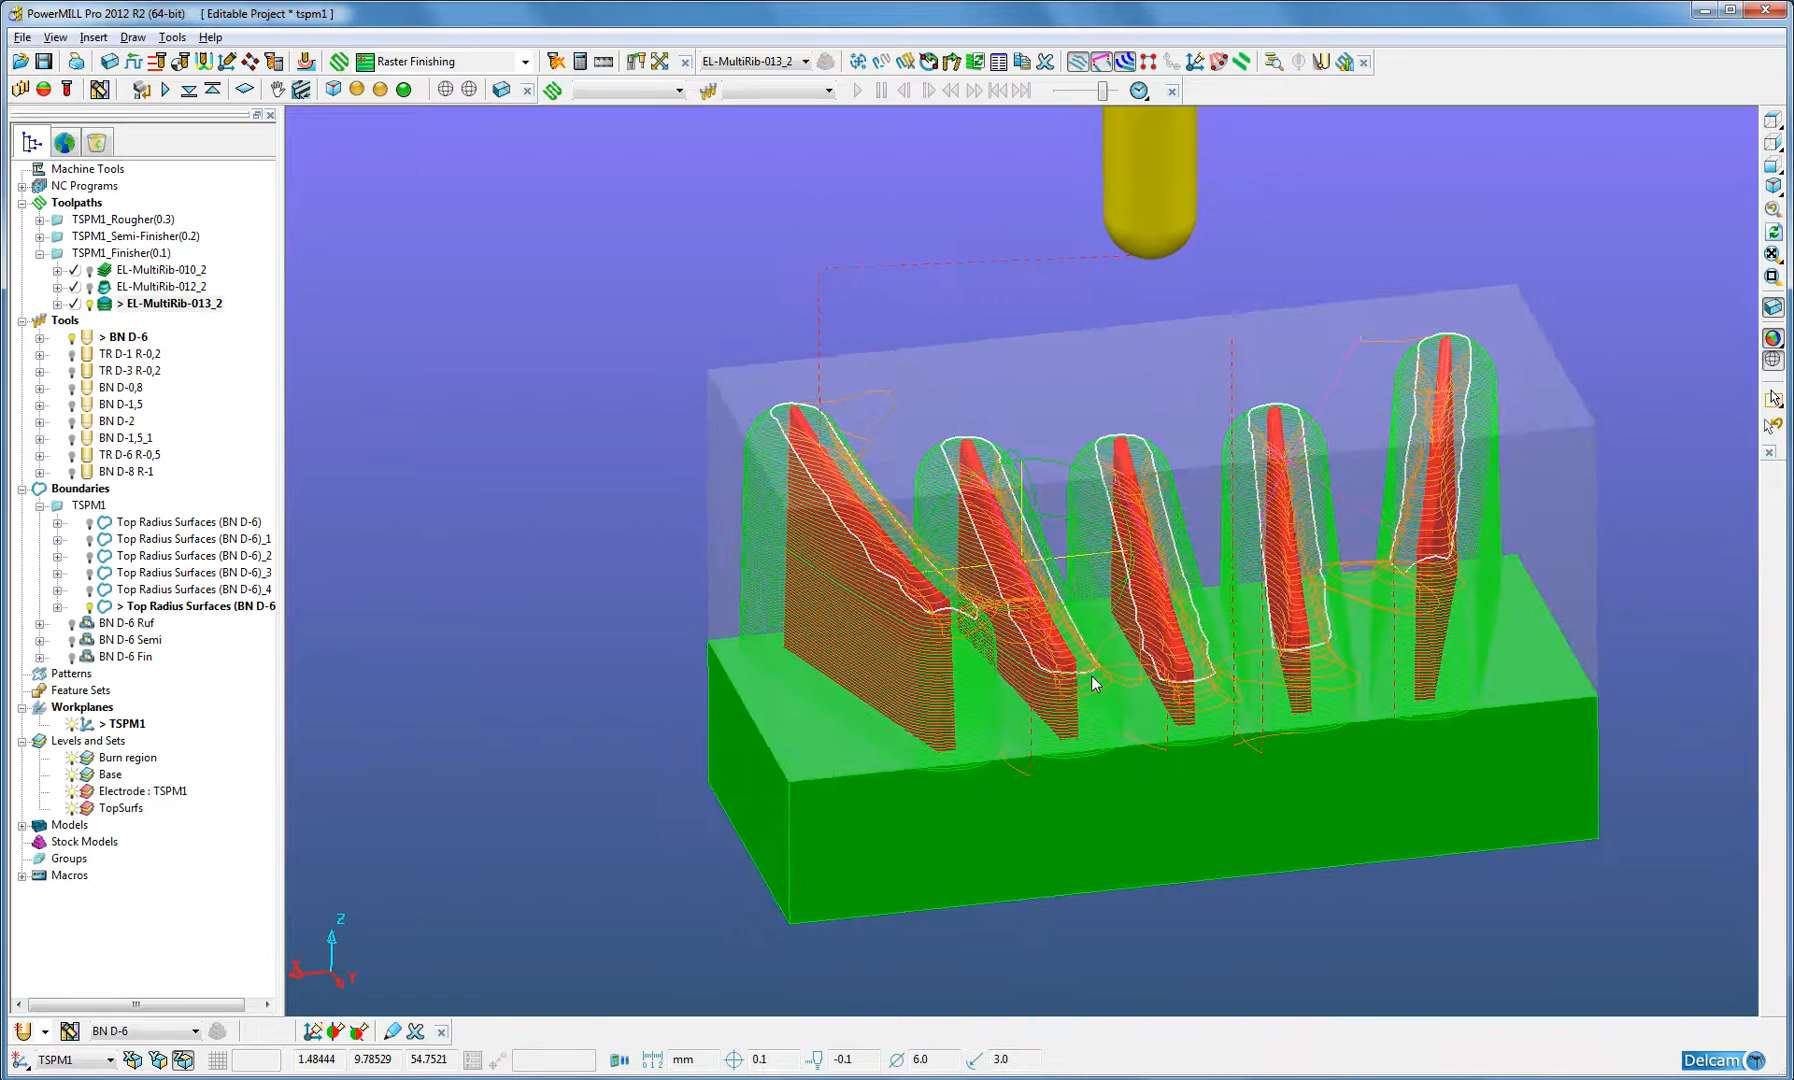 PowerMILL Pro 2012 R2 (64-bit)    [ Editable Project * tspm1 ]
File View Insert Draw Tools Help
Raster Finishing
EL-MultiRib-013_2
Machine Tools
NC Programs
Toolpaths
TSPM1_Rougher(0.3)
TSPM1_Semi-Finisher(0.2)
TSPM1_Finisher(0.1)
EL-MultiRib-010_2
EL-MultiRib-012_2
> EL-MultiRib-013_2
Tools
> BN D-6
TR D-1 R-0,2
TR D-3 R-0,2
BN D-0,8
BN D-1,5
BN D-2
BN D-1,5_1
TR D-6 R-0,5
BN D-8 R-1
Boundaries
TSPM1
Top Radius Surfaces (BN D-6)
Top Radius Surfaces (BN D-6)_1
Top Radius Surfaces (BN D-6)_2
Top Radius Surfaces (BN D-6)_3
Top Radius Surfaces (BN D-6)_4
> Top Radius Surfaces (BN D-6
BN D-6 Ruf
BN D-6 Semi
BN D-6 Fin
Patterns
Feature Sets
Workplanes
> TSPM1
Levels and Sets
Burn region
Base
Electrode : TSPM1
TopSurfs
Models
Stock Models
Groups
Macros
Z
X
Y
BN D-6
TSPM1 1.48444 9.78529 54.7521 mm 0.1 -0.1 6.0 3.0 Delcam